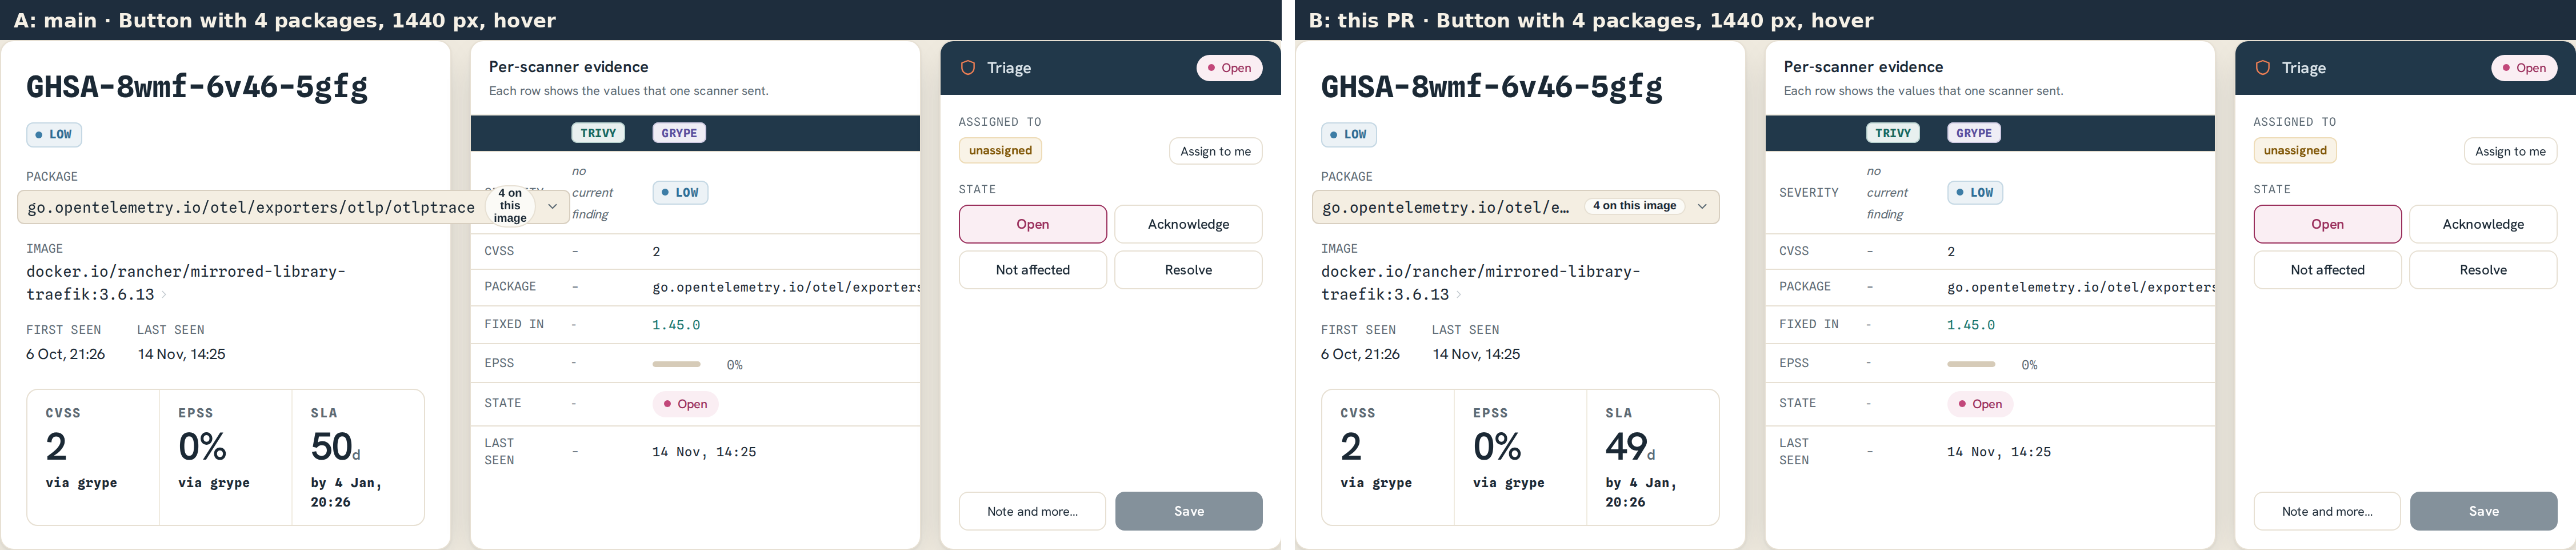 A: main · Button with 4 packages, 1440 px, hover
GHSA-8wmf-6v46-5gfg
LOW
PACKAGE
go.opentelemetry.io/otel/exporters/otlp/otlptrace
4 on
this
image
IMAGE
docker.io/rancher/mirrored-library-
traefik:3.6.13
FIRST SEEN LAST SEEN
6 Oct, 21:26 14 Nov, 14:25
CVSS EPSS SLA
2 0% 50d
via grype via grype by 4 Jan,
20:26
Per-scanner evidence
Each row shows the values that one scanner sent.
TRIVY GRYPE
no
current
finding
LOW
CVSS - 2
PACKAGE - go.opentelemetry.io/otel/exporters
FIXED IN - 1.45.0
EPSS - 0%
STATE - Open
LAST
SEEN - 14 Nov, 14:25
Triage Open
ASSIGNED TO
unassigned Assign to me
STATE
Open Acknowledge
Not affected Resolve
Note and more... Save
B: this PR · Button with 4 packages, 1440 px, hover
GHSA-8wmf-6v46-5gfg
LOW
PACKAGE
go.opentelemetry.io/otel/e… 4 on this image
IMAGE
docker.io/rancher/mirrored-library-
traefik:3.6.13
FIRST SEEN LAST SEEN
6 Oct, 21:26 14 Nov, 14:25
CVSS EPSS SLA
2 0% 49d
via grype via grype by 4 Jan,
20:26
Per-scanner evidence
Each row shows the values that one scanner sent.
TRIVY GRYPE
SEVERITY
no
current
finding
LOW
CVSS - 2
PACKAGE - go.opentelemetry.io/otel/exporters
FIXED IN - 1.45.0
EPSS - 0%
STATE - Open
LAST
SEEN - 14 Nov, 14:25
Triage Open
ASSIGNED TO
unassigned Assign to me
STATE
Open Acknowledge
Not affected Resolve
Note and more... Save